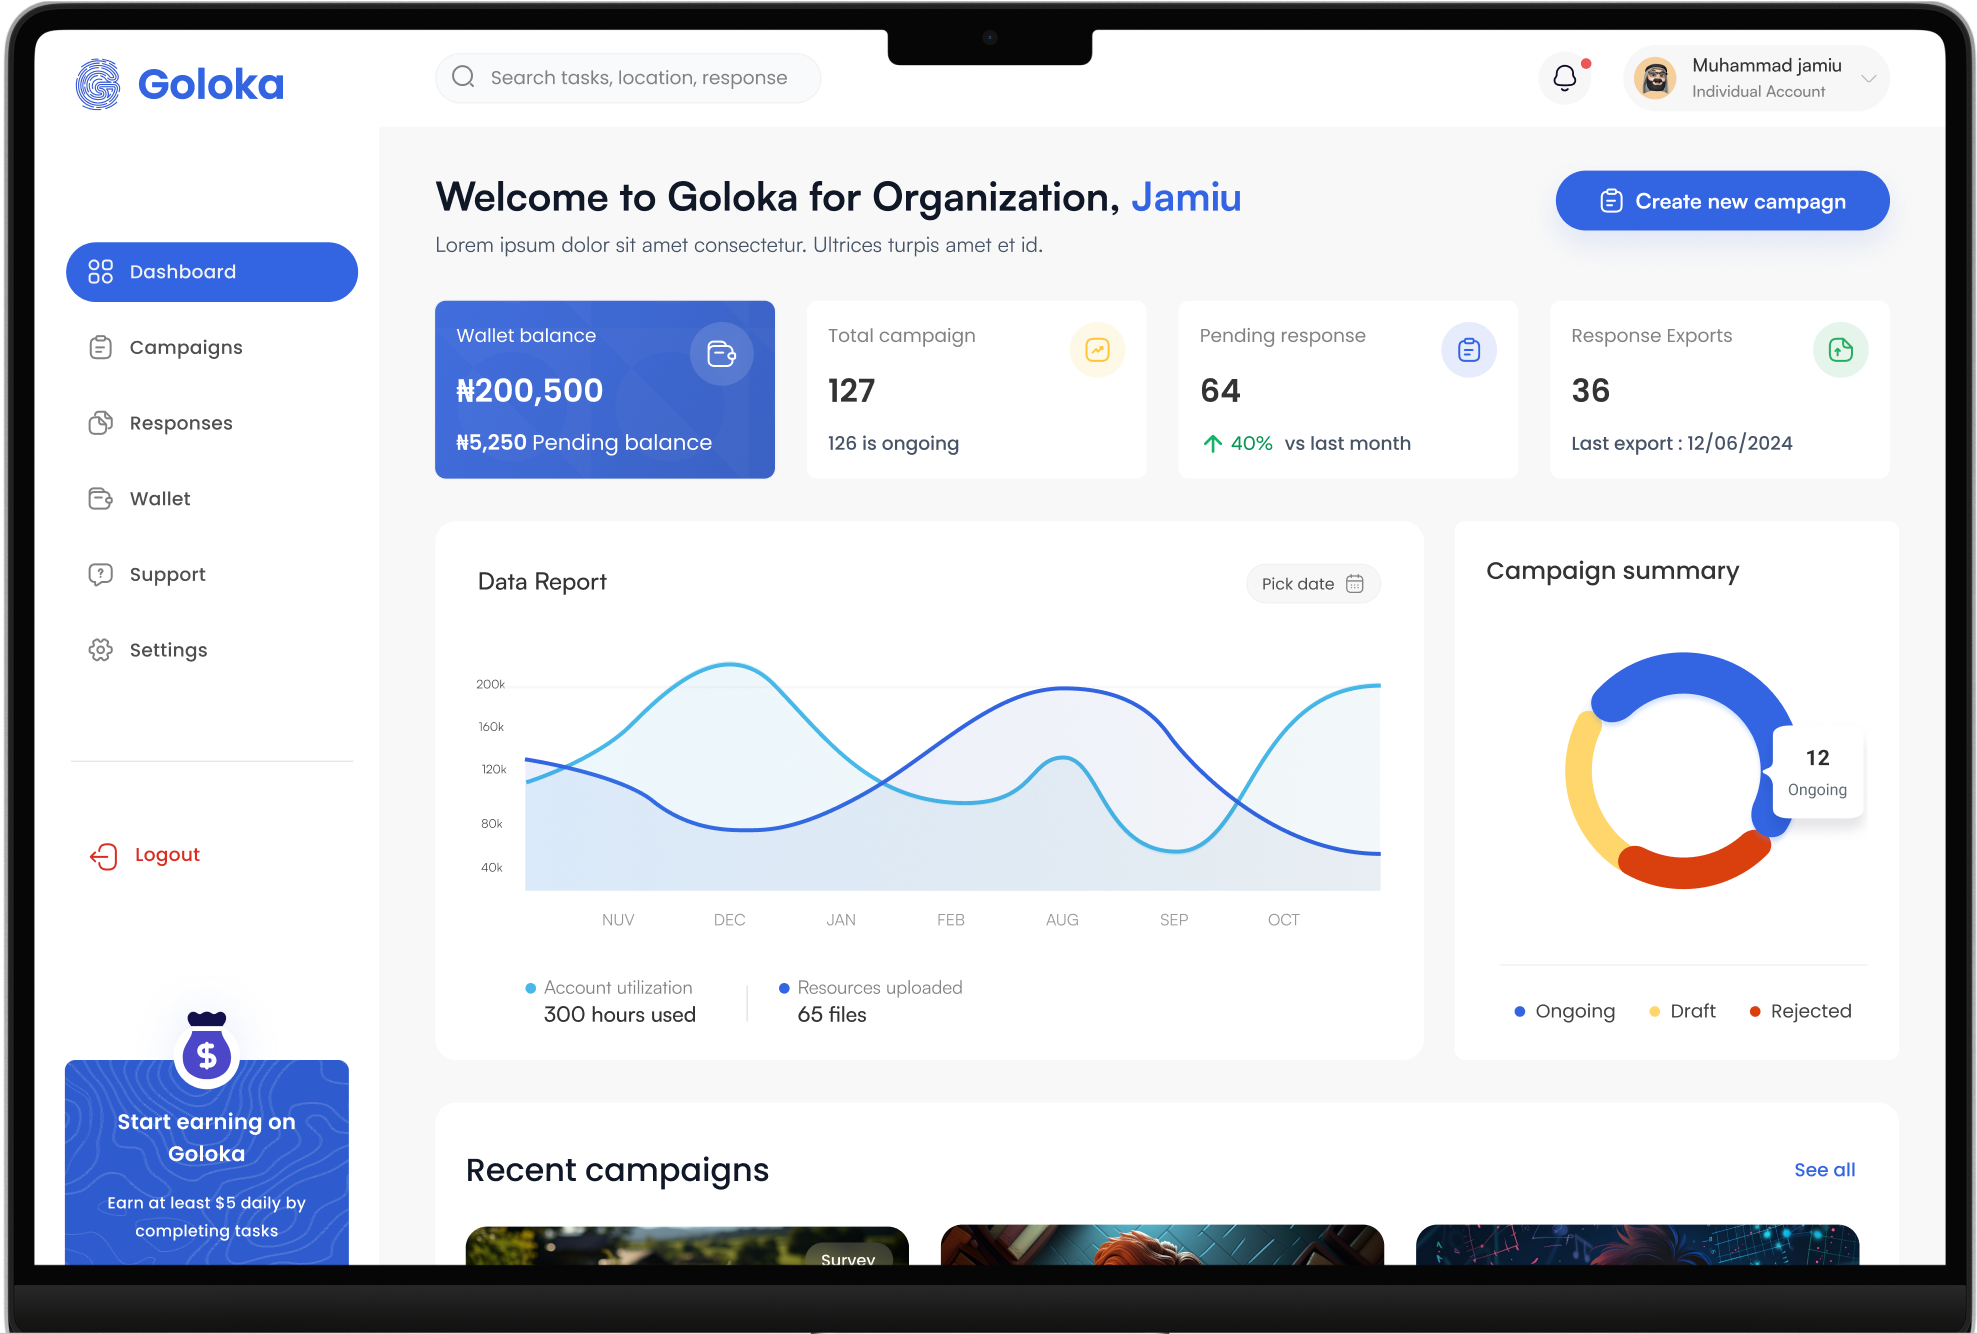 Goloka
Search tasks, location, response
Muhammad jamiu
Individual Account
Dashboard
Campaigns
Responses
Wallet
Support
Settings
Logout
$
Start earning on
Goloka
Earn at least $5 daily by
completing tasks
Welcome to Goloka for Organization, Jamiu
Lorem ipsum dolor sit amet consectetur. Ultrices turpis amet et id.
Create new campagn
Wallet balance
₦200,500
₦5,250 Pending balance
Total campaign
127
126 is ongoing
Pending response
64
40% vs last month
Response Exports
36
Last export : 12/06/2024
Data Report
Pick date
200k
160k
120k
80k
40k
NUV DEC JAN FEB AUG SEP OCT
Account utilization
300 hours used
Resources uploaded
65 files
Campaign summary
12
Ongoing
Ongoing Draft Rejected
Recent campaigns
See all
Survey